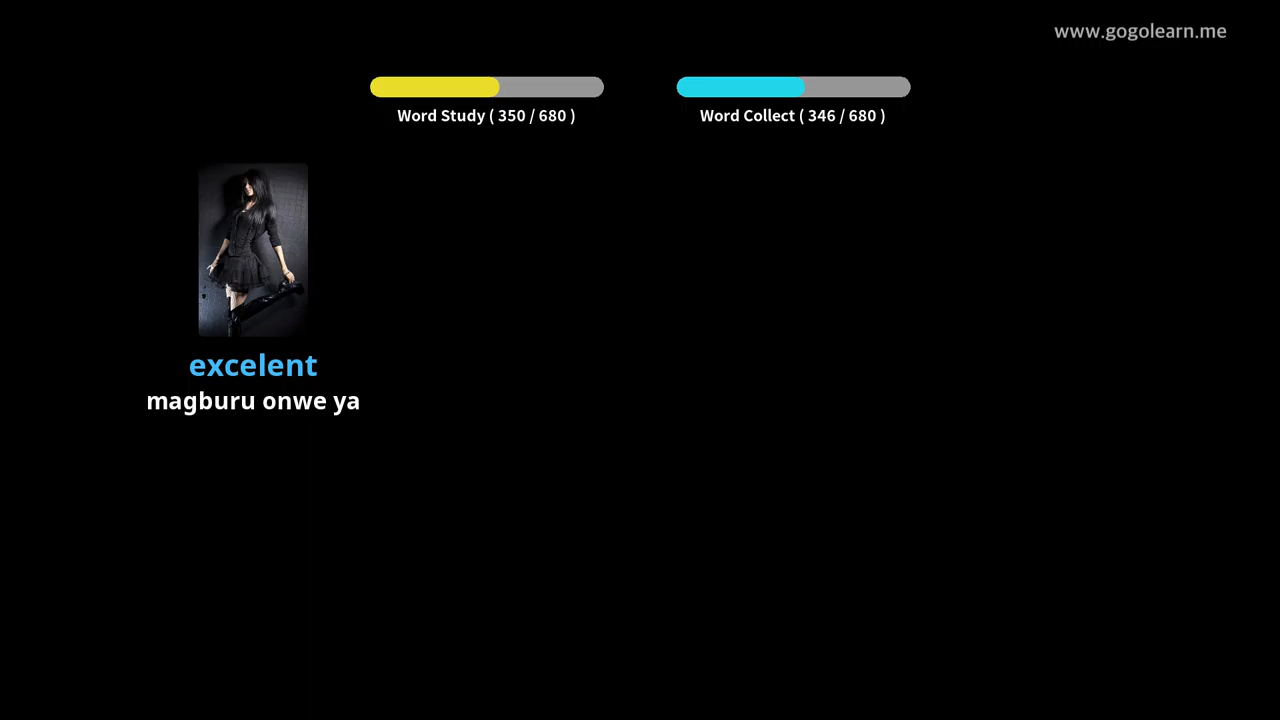 www.gogolearn.me
Word Study ( 350 / 680 )
Word Collect ( 346 / 680 )
excelent
magburu onwe ya